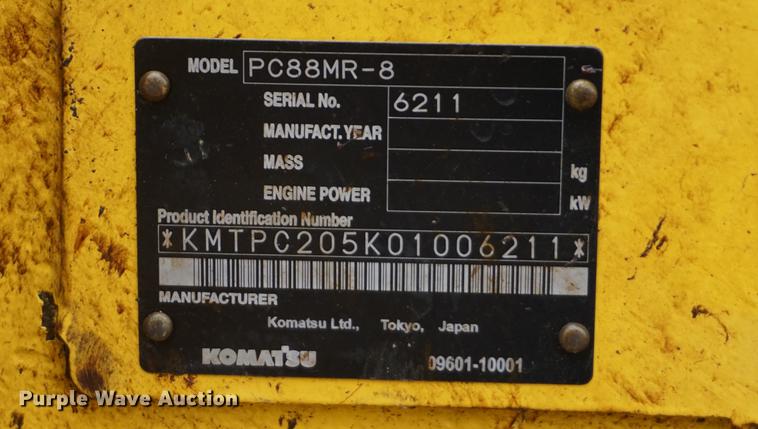 MODEL PC88MR-8
SERIAL No. 6211
MANUFACT. YEAR
MASS kg
ENGINE POWER kW
Product Identification Number
*KMTPC205K01006211*
MANUFACTURER
Komatsu Ltd., Tokyo, Japan
KOMATSU 09601-10001
Purple Wave Auction